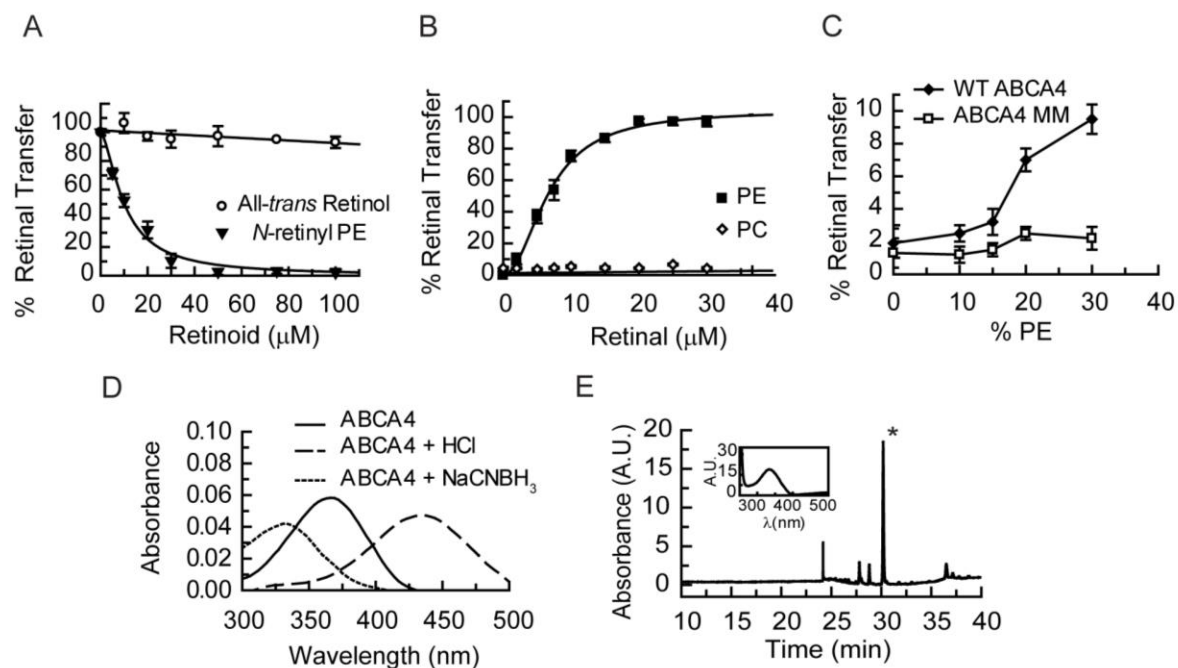 A
% Retinal Transfer
100
80
60
40
20
0
All-trans Retinol
N-retinyl PE
0 20 40 60 80 100
Retinoid (μM)
B
% Retinal Transfer
100
80
60
40
20
0
PE
PC
0 10 20 30 40
Retinal (μM)
C
% Retinal Transfer
10
8
6
4
2
0
WT ABCA4
ABCA4 MM
0 10 20 30 40
% PE
D
Absorbance
0.10
0.08
0.06
0.04
0.02
0.00
ABCA4
ABCA4 + HCl
ABCA4 + NaCNBH₃
300 350 400 450 500
Wavelength (nm)
E
Absorbance (A.U.)
20
15
10
5
0
*
A.U.
30
15
0
300 400 500
λ(nm)
10 15 20 25 30 35 40
Time (min)